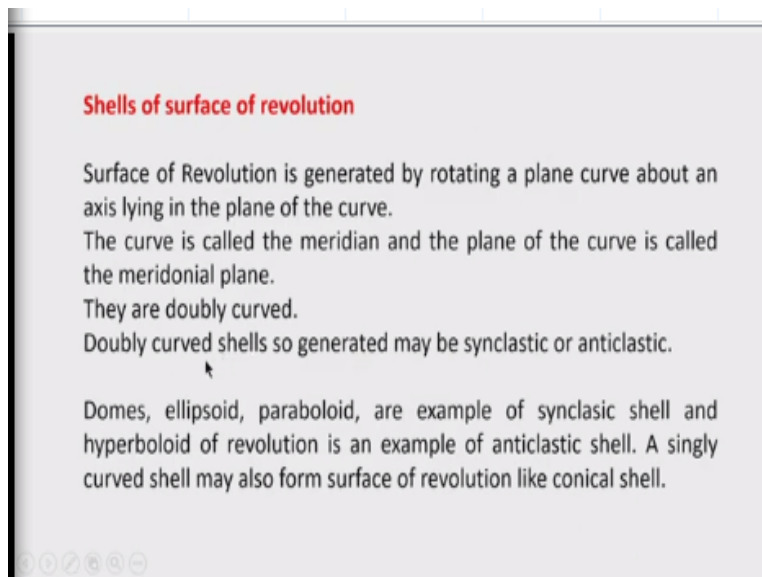 Shells of surface of revolution
Surface of Revolution is generated by rotating a plane curve about an
axis lying in the plane of the curve.
The curve is called the meridian and the plane of the curve is called
the meridonial plane.
They are doubly curved.
Doubly curved shells so generated may be synclastic or anticlastic.
Domes, ellipsoid, paraboloid, are example of synclasic shell and
hyperboloid of revolution is an example of anticlastic shell. A singly
curved shell may also form surface of revolution like conical shell.